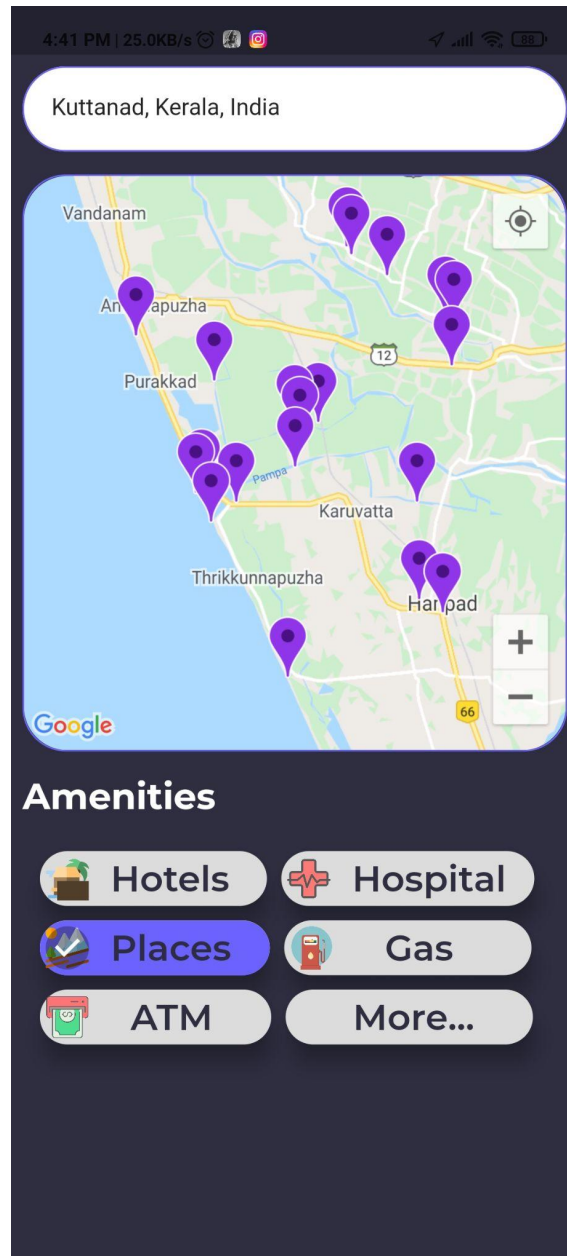 4:41 PM | 25.0KB/s
88
Kuttanad, Kerala, India
Vandanam
Purakkad
12
Pampa
Karuvatta
Thrikkunnapuzha
66
Google
Amenities
Hotels
Hospital
Places
Gas
ATM
More...